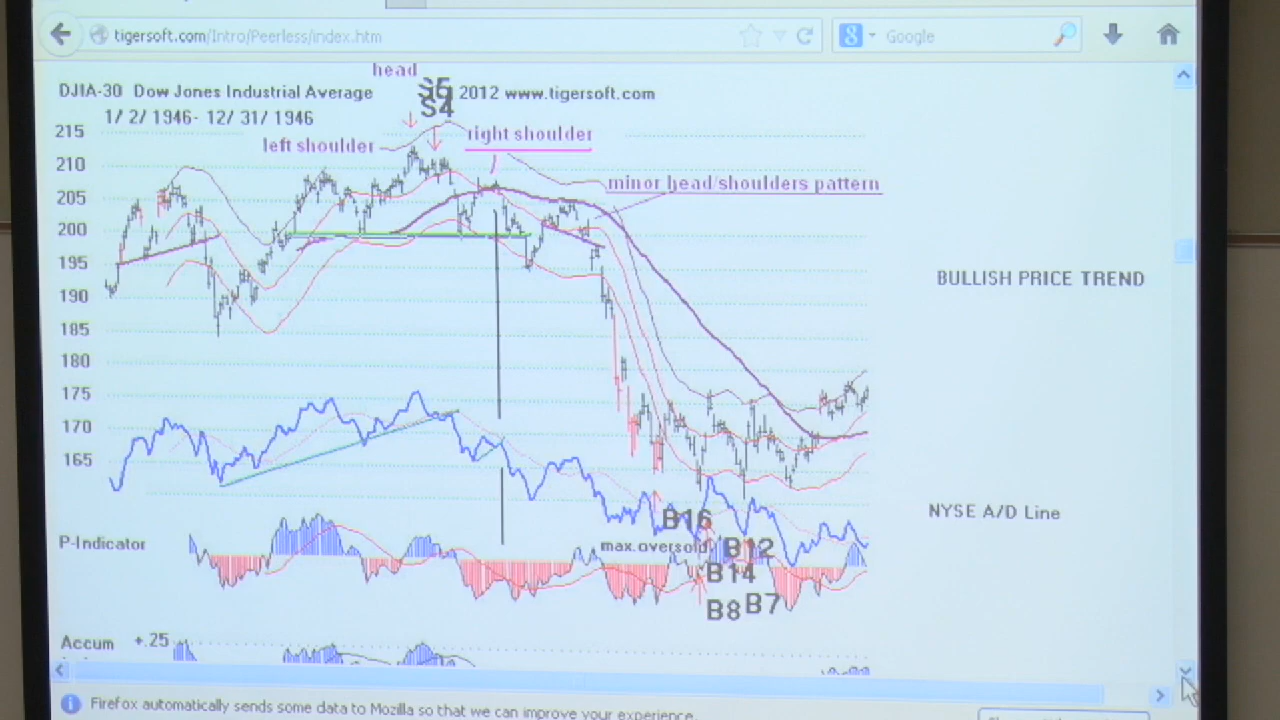 tigersoft.com/Intro/Peerless/index.htm
Google
head
DJIA-30 Dow Jones Industrial Average
S4
2012 www.tigersoft.com
1/ 2/ 1946- 12/ 31/ 1946
left shoulder
right shoulder
minor head/shoulders pattern
215
210
205
200
195
190
185
180
175
170
165
BULLISH PRICE TREND
NYSE A/D Line
B16
P-Indicator
max.oversold
B12
B14
B8
B7
Accum
+.25
Firefox automatically sends some data to Mozilla so that we can improve your experience.